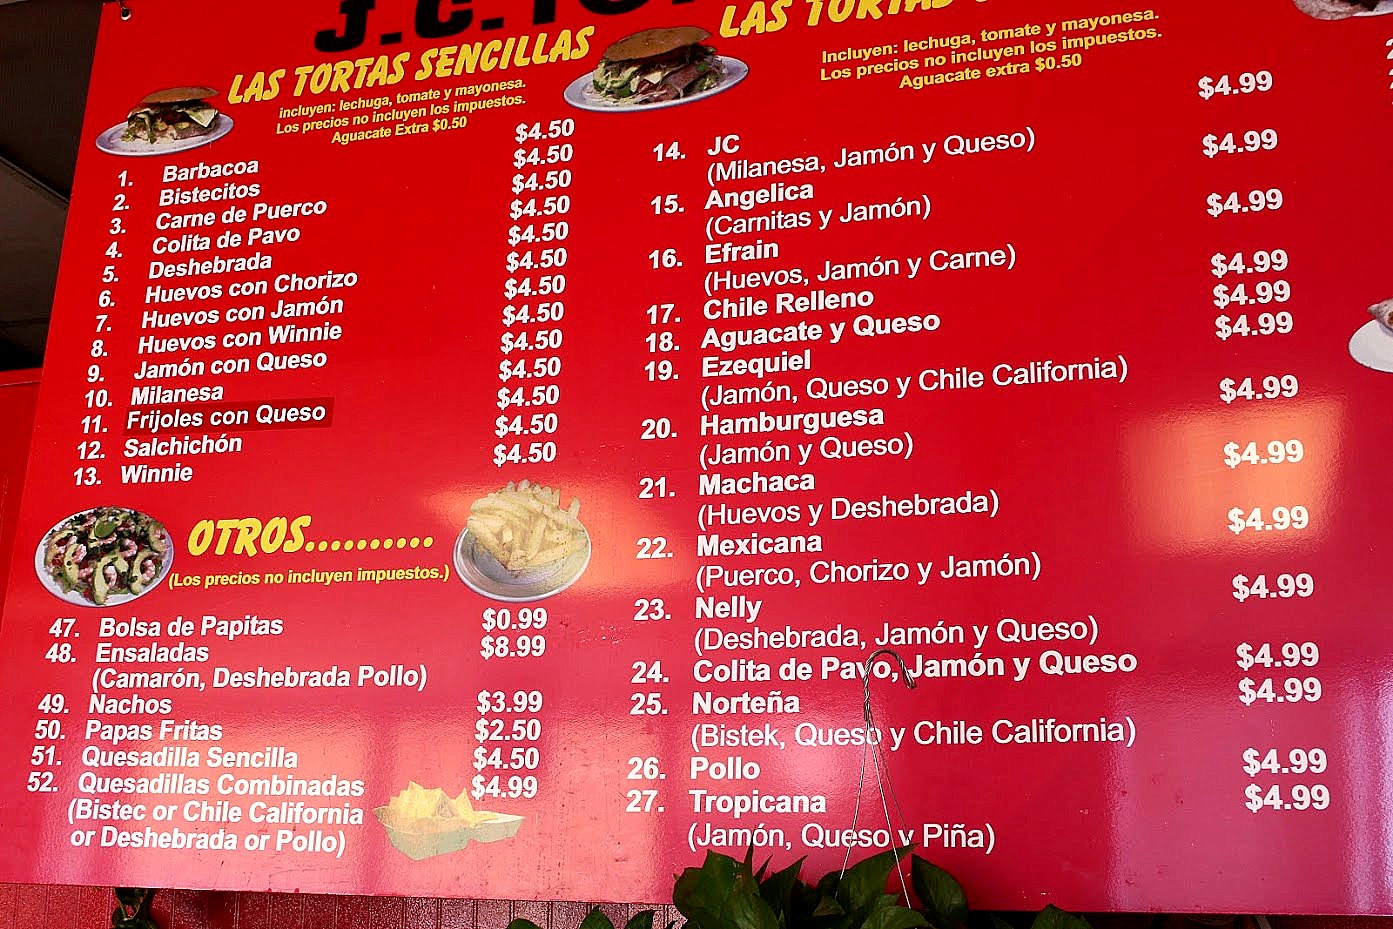 J.C.
LAS TORTAS SENCILLAS
incluyen: lechuga, tomate y mayonesa.
Los precios no incluyen los impuestos.
Aguacate Extra $0.50
1. Barbacoa $4.50
2. Bistecitos $4.50
3. Carne de Puerco $4.50
4. Colita de Pavo $4.50
5. Deshebrada $4.50
6. Huevos con Chorizo $4.50
7. Huevos con Jamón $4.50
8. Huevos con Winnie $4.50
9. Jamón con Queso $4.50
10. Milanesa $4.50
11. Frijoles con Queso $4.50
12. Salchichón $4.50
13. Winnie $4.50
OTROS..........
(Los precios no incluyen impuestos.)
47. Bolsa de Papitas $0.99
48. Ensaladas $8.99
(Camarón, Deshebrada Pollo)
49. Nachos $3.99
50. Papas Fritas $2.50
51. Quesadilla Sencilla $4.50
52. Quesadillas Combinadas $4.99
(Bistec or Chile California
or Deshebrada or Pollo)
LAS TORTAS
Incluyen: lechuga, tomate y mayonesa.
Los precios no incluyen los impuestos.
Aguacate extra $0.50
14. JC $4.99
(Milanesa, Jamón y Queso)
15. Angelica $4.99
(Carnitas y Jamón)
16. Efrain $4.99
(Huevos, Jamón y Carne)
17. Chile Relleno $4.99
18. Aguacate y Queso $4.99
19. Ezequiel $4.99
(Jamón, Queso y Chile California)
20. Hamburguesa $4.99
(Jamón y Queso)
21. Machaca $4.99
(Huevos y Deshebrada)
22. Mexicana $4.99
(Puerco, Chorizo y Jamón)
23. Nelly $4.99
(Deshebrada, Jamón y Queso)
24. Colita de Pavo, Jamón y Queso $4.99
25. Norteña $4.99
(Bistek, Queso y Chile California)
26. Pollo $4.99
27. Tropicana $4.99
(Jamón, Queso y Piña)